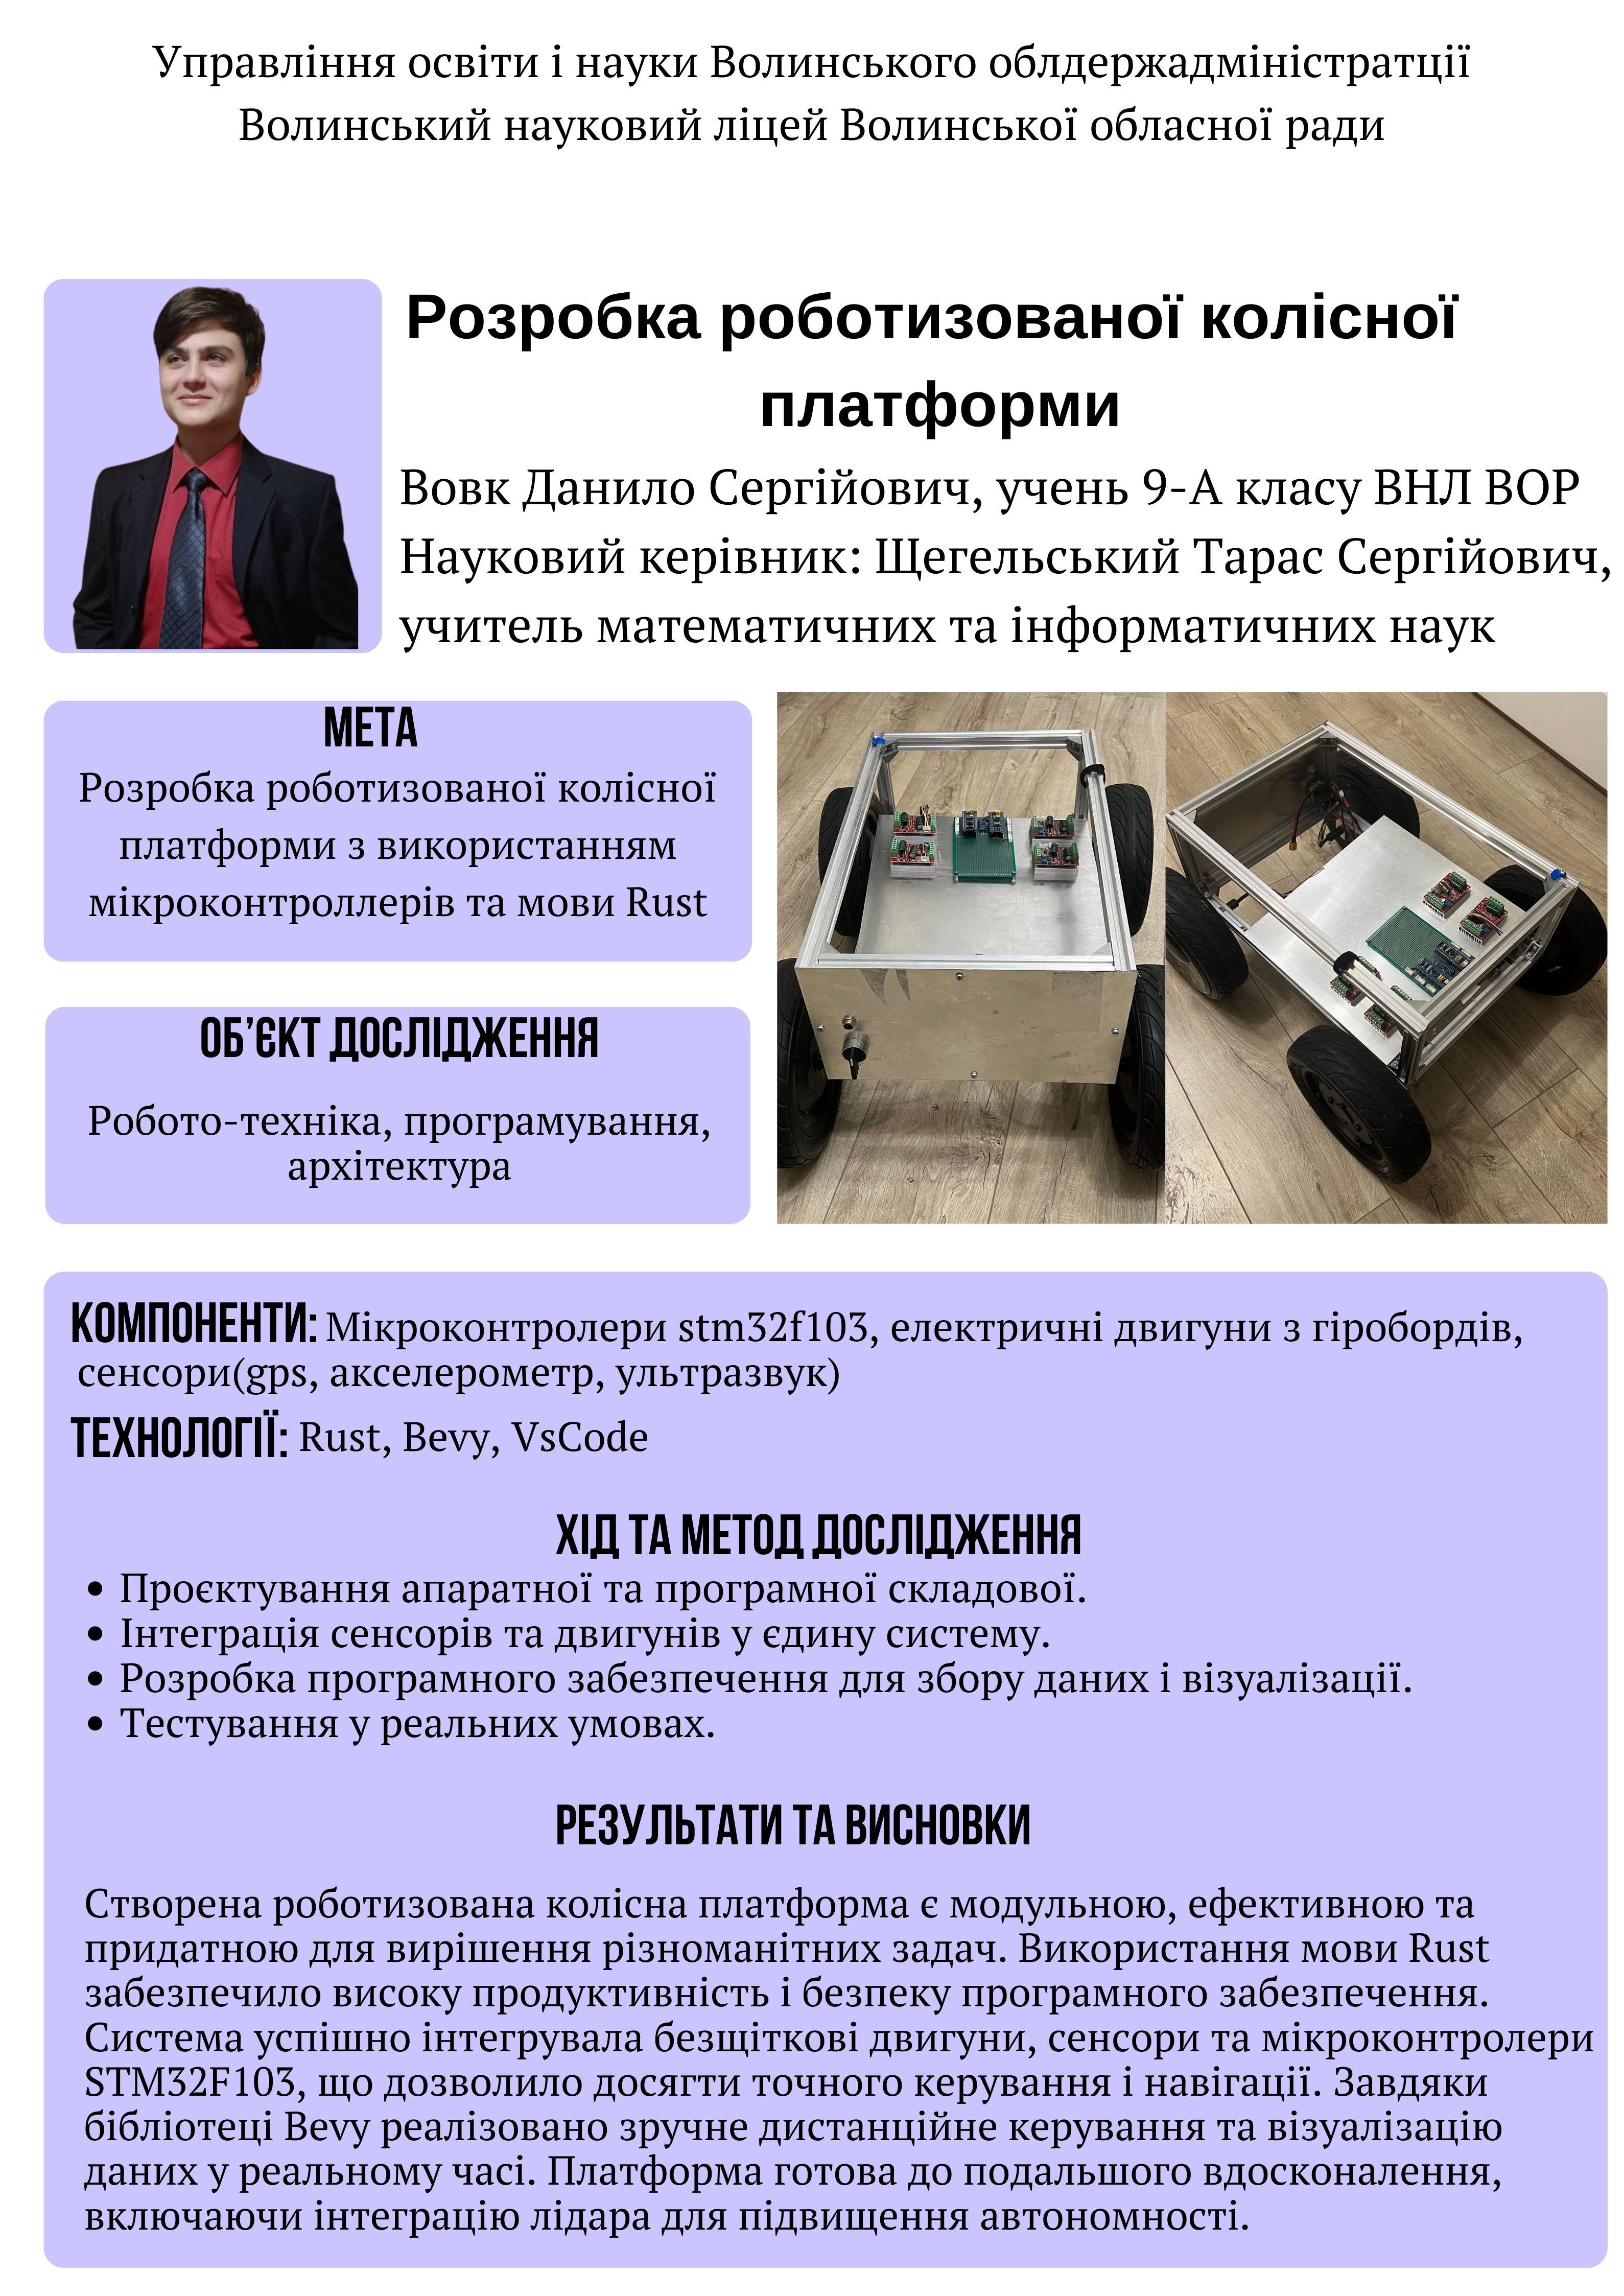 Управління освіти і науки Волинського облдержадміністратції
Волинський науковий ліцей Волинської обласної ради
Розробка роботизованої колісної
платформи
Вовк Данило Сергійович, учень 9-А класу ВНЛ ВОР
Науковий керівник: Щегельський Тарас Сергійович,
учитель математичних та інформатичних наук
МЕТА
Розробка роботизованої колісної
платформи з використанням
мікроконтроллерів та мови Rust
ОБ’ЄКТ ДОСЛІДЖЕННЯ
Робото-техніка, програмування,
архітектура
КОМПОНЕНТИ: Мікроконтролери stm32f103, електричні двигуни з гіробордів,
сенсори(gps, акселерометр, ультразвук)
ТЕХНОЛОГІЇ: Rust, Bevy, VsCode
ХІД ТА МЕТОД ДОСЛІДЖЕННЯ
• Проєктування апаратної та програмної складової.
• Інтеграція сенсорів та двигунів у єдину систему.
• Розробка програмного забезпечення для збору даних і візуалізації.
• Тестування у реальних умовах.
РЕЗУЛЬТАТИ ТА ВИСНОВКИ
Створена роботизована колісна платформа є модульною, ефективною та
придатною для вирішення різноманітних задач. Використання мови Rust
забезпечило високу продуктивність і безпеку програмного забезпечення.
Система успішно інтегрувала безщіткові двигуни, сенсори та мікроконтролери
STM32F103, що дозволило досягти точного керування і навігації. Завдяки
бібліотеці Bevy реалізовано зручне дистанційне керування та візуалізацію
даних у реальному часі. Платформа готова до подальшого вдосконалення,
включаючи інтеграцію лідара для підвищення автономності.